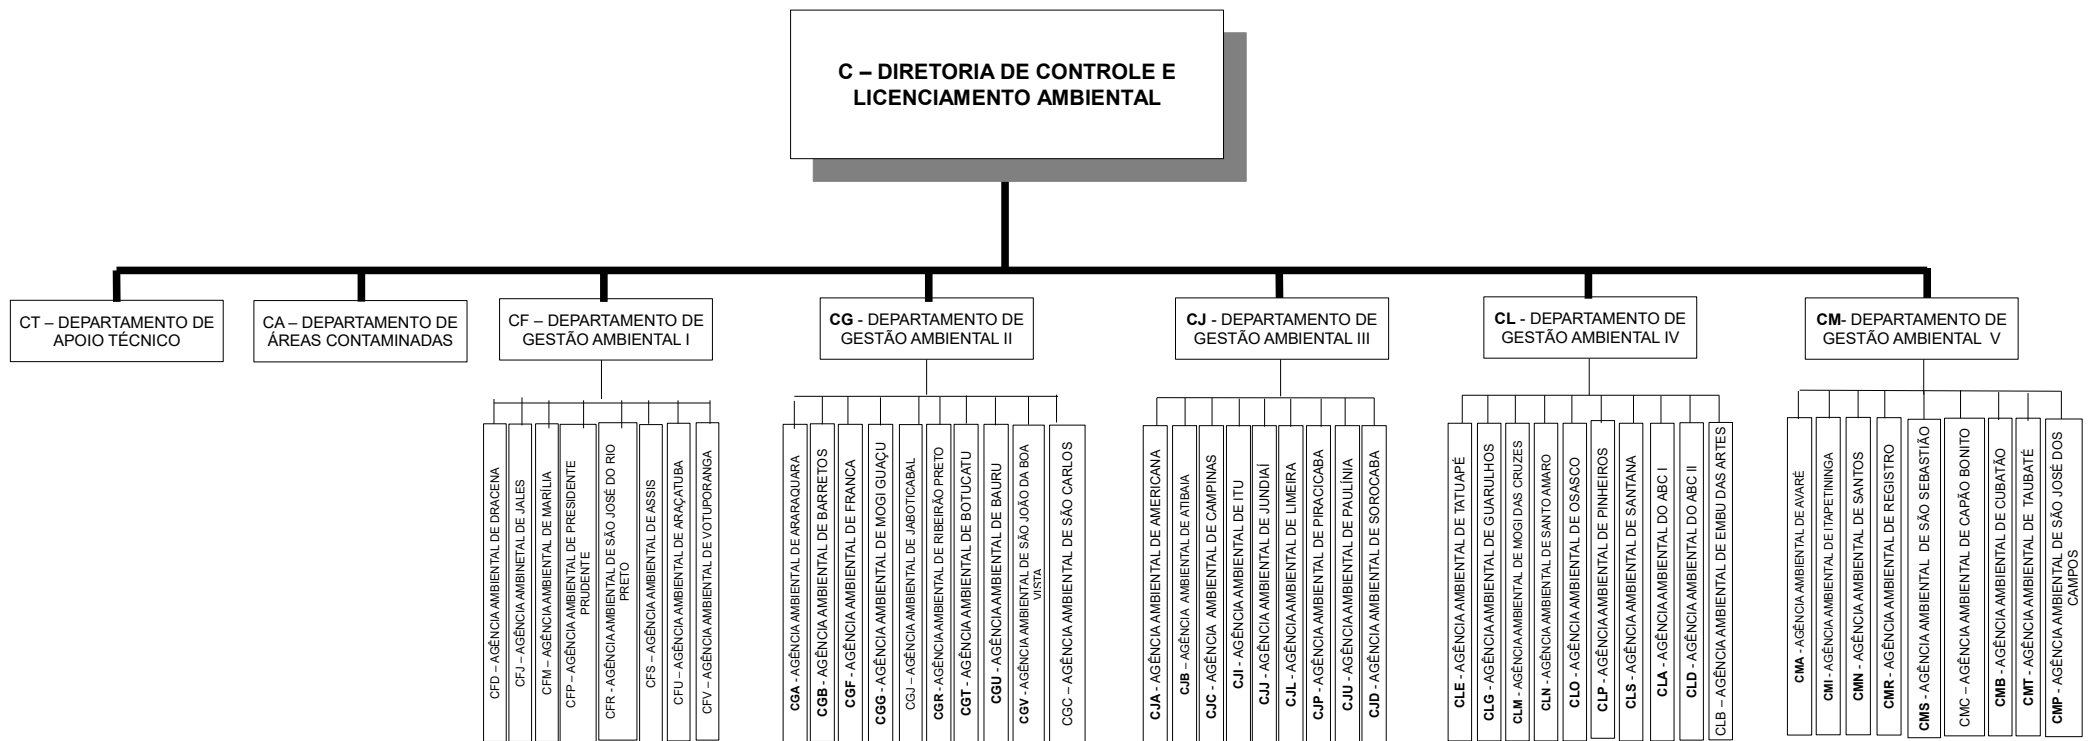 C – DIRETORIA DE CONTROLE E
LICENCIAMENTO AMBIENTAL
CT – DEPARTAMENTO DE
APOIO TÉCNICO
CA – DEPARTAMENTO DE
ÁREAS CONTAMINADAS
CF – DEPARTAMENTO DE
GESTÃO AMBIENTAL I
CG - DEPARTAMENTO DE
GESTÃO AMBIENTAL II
CJ - DEPARTAMENTO DE
GESTÃO AMBIENTAL III
CL - DEPARTAMENTO DE
GESTÃO AMBIENTAL IV
CM- DEPARTAMENTO DE
GESTÃO AMBIENTAL V
CFD – AGÊNCIA AMBIENTAL DE DRACENA
CFJ – AGÊNCIA AMBINETAL DE JALES
CFM – AGÊNCIA AMBIENTAL DE MARÍLIA
CFP – AGÊNCIA AMBIENTAL DE PRESIDENTE
PRUDENTE
CFR - AGÊNCIA AMBIENTAL DE SÃO JOSÉ DO RIO
PRETO
CFS – AGÊNCIA AMBIENTAL DE ASSIS
CFU – AGÊNCIA AMBIENTAL DE ARAÇATUBA
CFV – AGÊNCIA AMBIENTAL DE VOTUPORANGA
CGA - AGÊNCIA AMBIENTAL DE ARARAQUARA
CGB - AGÊNCIA AMBIENTAL DE BARRETOS
CGF - AGÊNCIA AMBIENTAL DE FRANCA
CGG - AGÊNCIA AMBIENTAL DE MOGI GUAÇU
CGJ – AGÊNCIA AMBIENTAL DE JABOTICABAL
CGR - AGÊNCIA AMBIENTAL DE RIBEIRÃO PRETO
CGT - AGÊNCIA AMBIENTAL DE BOTUCATU
CGU - AGÊNCIA AMBIENTAL DE BAURU
CGV - AGÊNCIA AMBIENTAL DE SÃO JOÃO DA BOA
VISTA
CGC – AGÊNCIA AMBIENTAL DE SÃO CARLOS
CJA - AGÊNCIA AMBIENTAL DE AMERICANA
CJB – AGÊNCIA AMBIENTAL DE ATIBAIA
CJC - AGÊNCIA AMBIENTAL DE CAMPINAS
CJI - AGÊNCIA AMBIENTAL DE ITU
CJJ - AGÊNCIA AMBIENTAL DE JUNDIAÍ
CJL - AGÊNCIA AMBIENTAL DE LIMEIRA
CJP - AGÊNCIA AMBIENTAL DE PIRACICABA
CJU - AGÊNCIA AMBIENTAL DE PAULÍNIA
CJD - AGÊNCIA AMBIENTAL DE SOROCABA
CLE - AGÊNCIA AMBIENTAL DE TATUAPÉ
CLG - AGÊNCIA AMBIENTAL DE GUARULHOS
CLM - AGÊNCIA AMBIENTAL DE MOGI DAS CRUZES
CLN - AGÊNCIA AMBIENTAL DE SANTO AMARO
CLO - AGÊNCIA AMBIENTAL DE OSASCO
CLP - AGÊNCIA AMBIENTAL DE PINHEIROS
CLS - AGÊNCIA AMBIENTAL DE SANTANA
CLA - AGÊNCIA AMBIENTAL DO ABC I
CLD - AGÊNCIA AMBIENTAL DO ABC II
CLB – AGÊNCIA AMBIENTAL DE EMBU DAS ARTES
CMA - AGÊNCIA AMBIENTAL DE AVARÉ
CMI - AGÊNCIA AMBIENTAL DE ITAPETININGA
CMN - AGÊNCIA AMBIENTAL DE SANTOS
CMR - AGÊNCIA AMBIENTAL DE REGISTRO
CMS - AGÊNCIA AMBIENTAL DE SÃO SEBASTIÃO
CMC – AGÊNCIA AMBIENTAL DE CAPÃO BONITO
CMB - AGÊNCIA AMBIENTAL DE CUBATÃO
CMT - AGÊNCIA AMBIENTAL DE TAUBATÉ
CMP - AGÊNCIA AMBIENTAL DE SÃO JOSÉ DOS
CAMPOS